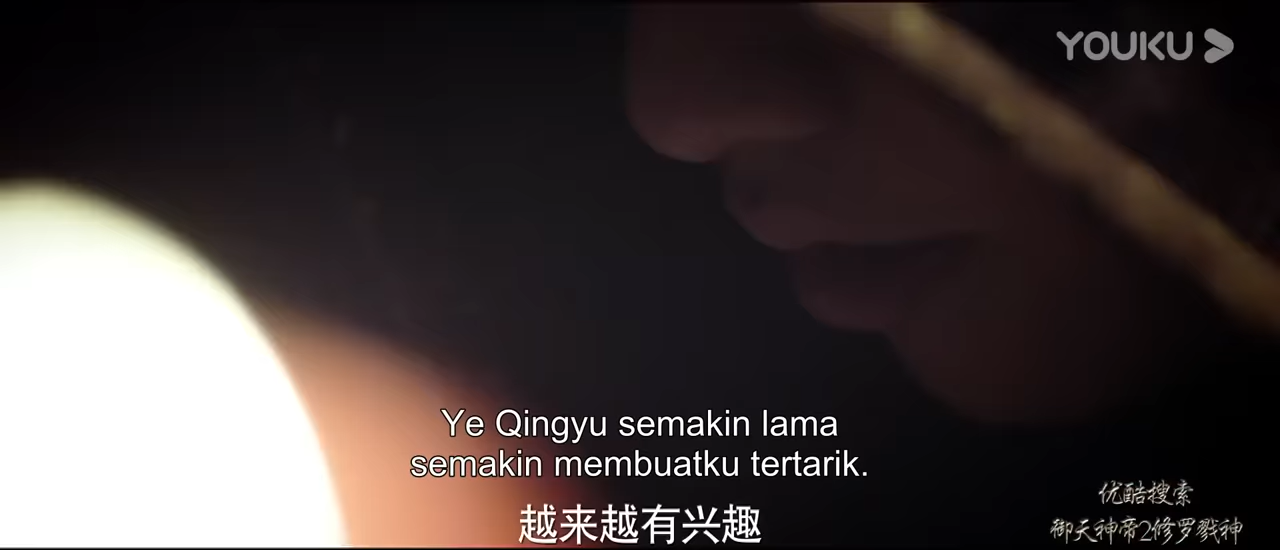 YOUKU
Ye Qingyu semakin lama
semakin membuatku tertarik.
越来越有兴趣
优酷搜索
御天神帝2修罗戮神